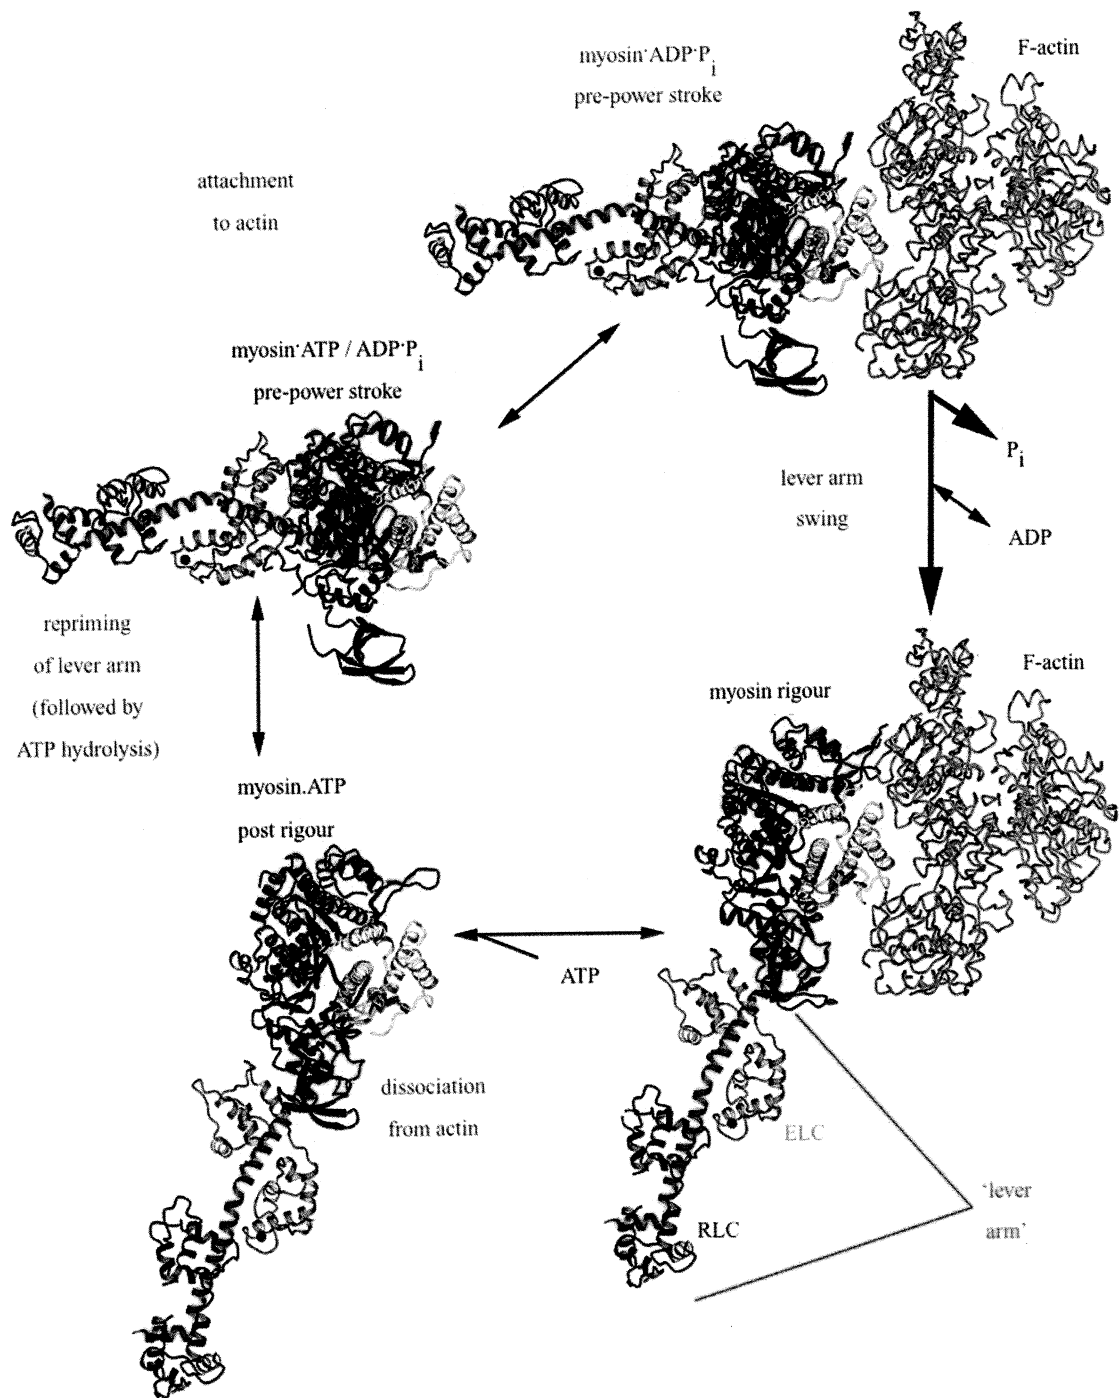 myosin·ADP·Pi
pre-power stroke
F-actin
attachment
to actin
myosin·ATP / ADP·Pi
pre-power stroke
Pi
lever arm
swing
ADP
repriming
of lever arm
(followed by
ATP hydrolysis)
F-actin
myosin rigour
myosin.ATP
post rigour
ATP
dissociation
from actin
ELC
RLC
'lever
arm'